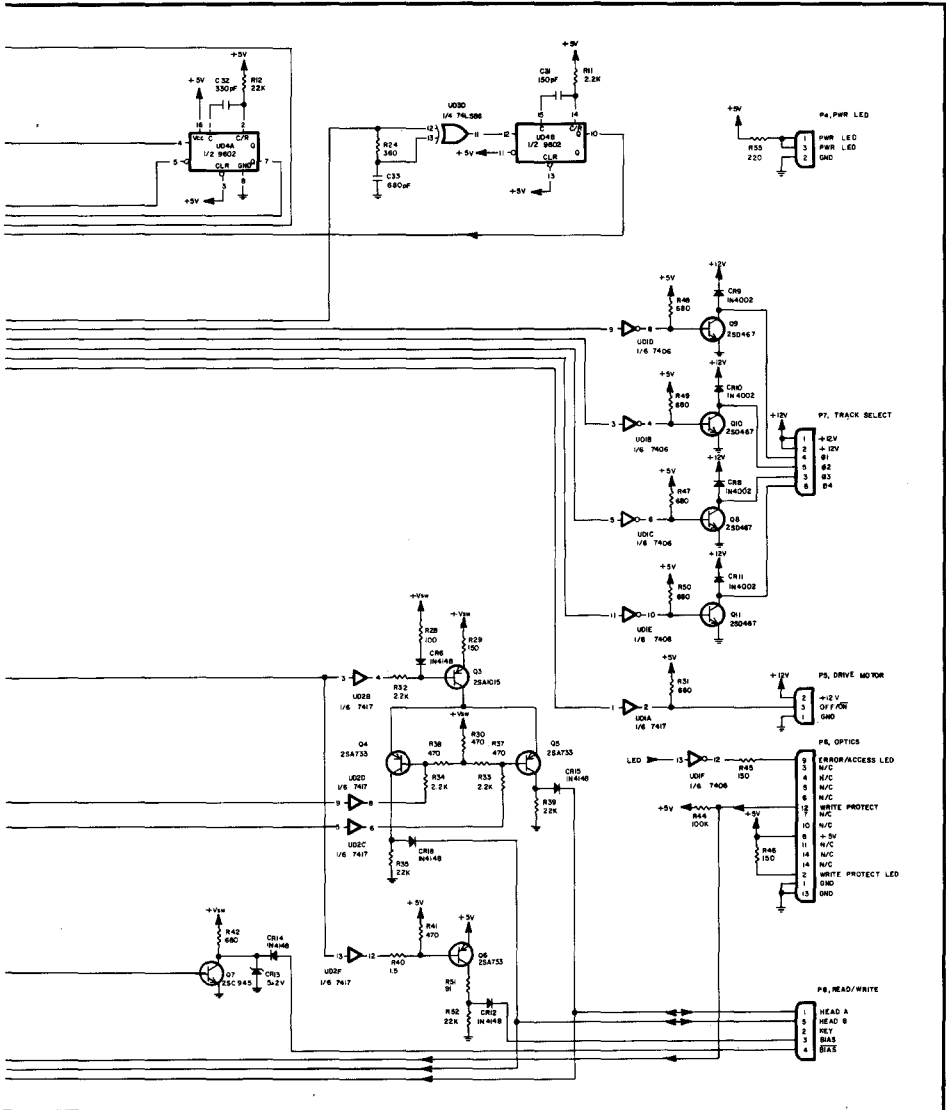 +5V
+5V
C32
330pF
R12
22K
16
1
2
Vcc
C
C/R
4
UD4A
Q
7
1/2 9602
5
CLR
GND
3
8
+5V
+5V
C31
150pF
R11
2.2K
UD3D
1/4 74LS86
15
14
C
C/R
12
11
12
Q
10
13
UD4B
1/2 9602
Q
R24
360
+5V
11
CLR
13
C33
680pF
+5V
P4, PWR LED
+5V
1
PWR LED
3
PWR LED
R55
220
2
GND
+12V
CR9
1N4002
+5V
R48
680
9
8
Q9
2SD467
UD1D
1/6 7406
+12V
CR10
1N4002
+5V
R49
680
3
4
Q10
2SD467
UD1B
1/6 7406
P7, TRACK SELECT
+12V
1
+12V
2
+12V
4
Ø1
5
Ø2
3
Ø3
6
Ø4
+12V
CR8
1N4002
+5V
R47
680
5
6
Q8
2SD467
UD1C
1/6 7406
+12V
CR11
1N4002
+5V
R50
680
11
10
Q11
2SD467
UD1E
1/6 7406
+Vsw
+Vsw
R28
100
R29
150
CR6
1N4148
3
4
Q3
2SA1015
R32
2.2K
UD2B
1/6 7417
+5V
R31
680
1
2
UD1A
1/6 7417
P5, DRIVE MOTOR
+12V
2
+12V
3
OFF/ON
1
GND
+Vsw
Q4
2SA733
R38
470
R30
470
R37
470
Q5
2SA733
R34
2.2K
R33
2.2K
CR15
1N4148
UD2D
1/6 7417
9
8
R39
22K
5
6
UD2C
1/6 7417
CR18
1N4148
R35
22K
P6, OPTICS
LED
13
12
R45
150
UD1F
1/6 7406
9
ERROR/ACCESS LED
3
N/C
4
N/C
5
N/C
6
N/C
12
WRITE PROTECT
7
N/C
10
N/C
8
+5V
11
N/C
14
N/C
14
N/C
2
WRITE PROTECT LED
1
GND
13
GND
+5V
R44
100K
+5V
R46
150
+Vsw
R42
680
CR14
1N4148
Q7
2SC945
CR13
5.2V
+5V
+5V
R41
470
13
12
R40
1.5
Q6
2SA733
UD2F
1/6 7417
R51
91
R52
22K
CR12
1N4148
P8, READ/WRITE
1
HEAD A
5
HEAD B
2
KEY
3
BIAS
4
BIAS